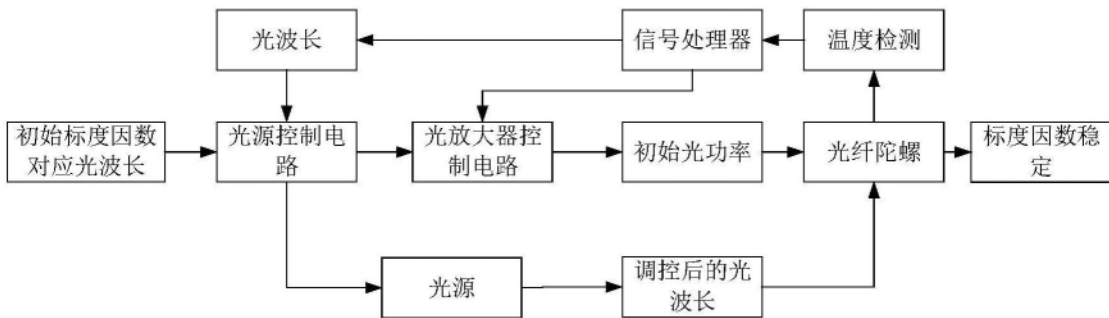 光波长
信号处理器
温度检测
初始标度因数
对应光波长
光源控制电
路
光放大器控
制电路
初始光功率
光纤陀螺
标度因数稳
定
光源
调控后的光
波长